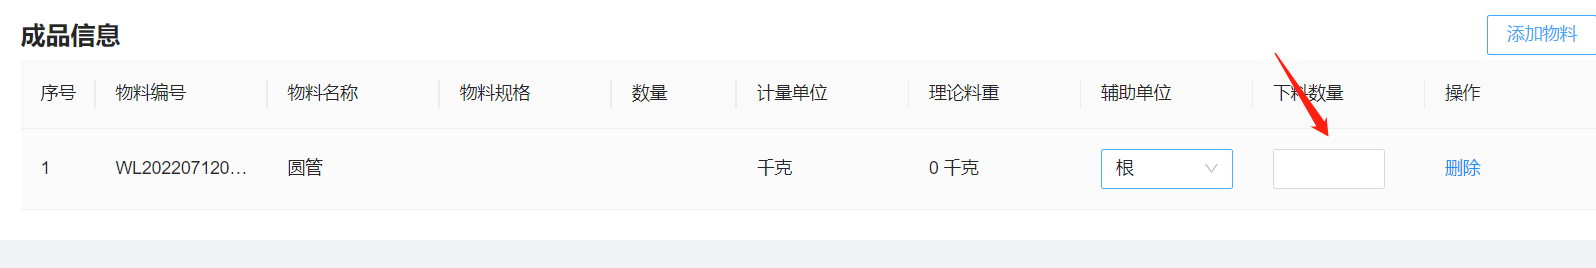 成品信息
添加物料
序号 物料编号 物料名称 物料规格 数量 计量单位 理论料重 辅助单位 下料数量 操作
1 WL202207120... 圆管 千克 0 千克 根 删除